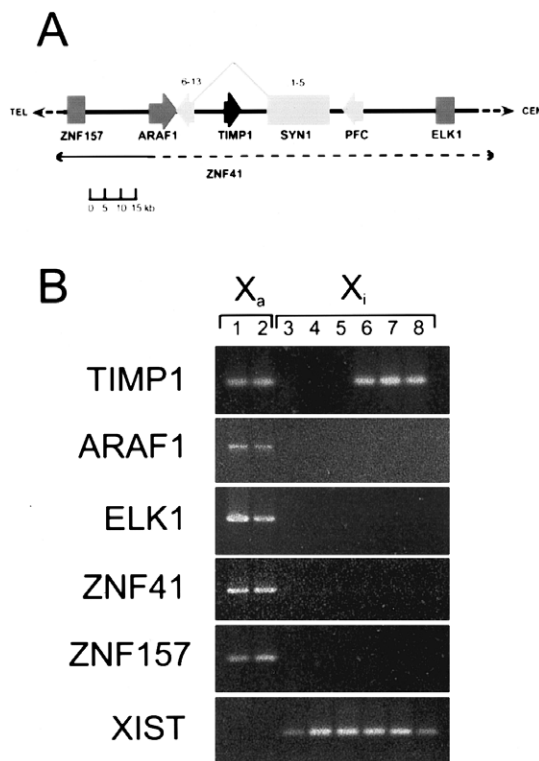 A
6-13 1-5
TEL CEN
ZNF157 ARAF1 TIMP1 SYN1 PFC ELK1
ZNF41
0 5 10 15 kb
B
Xa Xi
1 2 3 4 5 6 7 8
TIMP1
ARAF1
ELK1
ZNF41
ZNF157
XIST